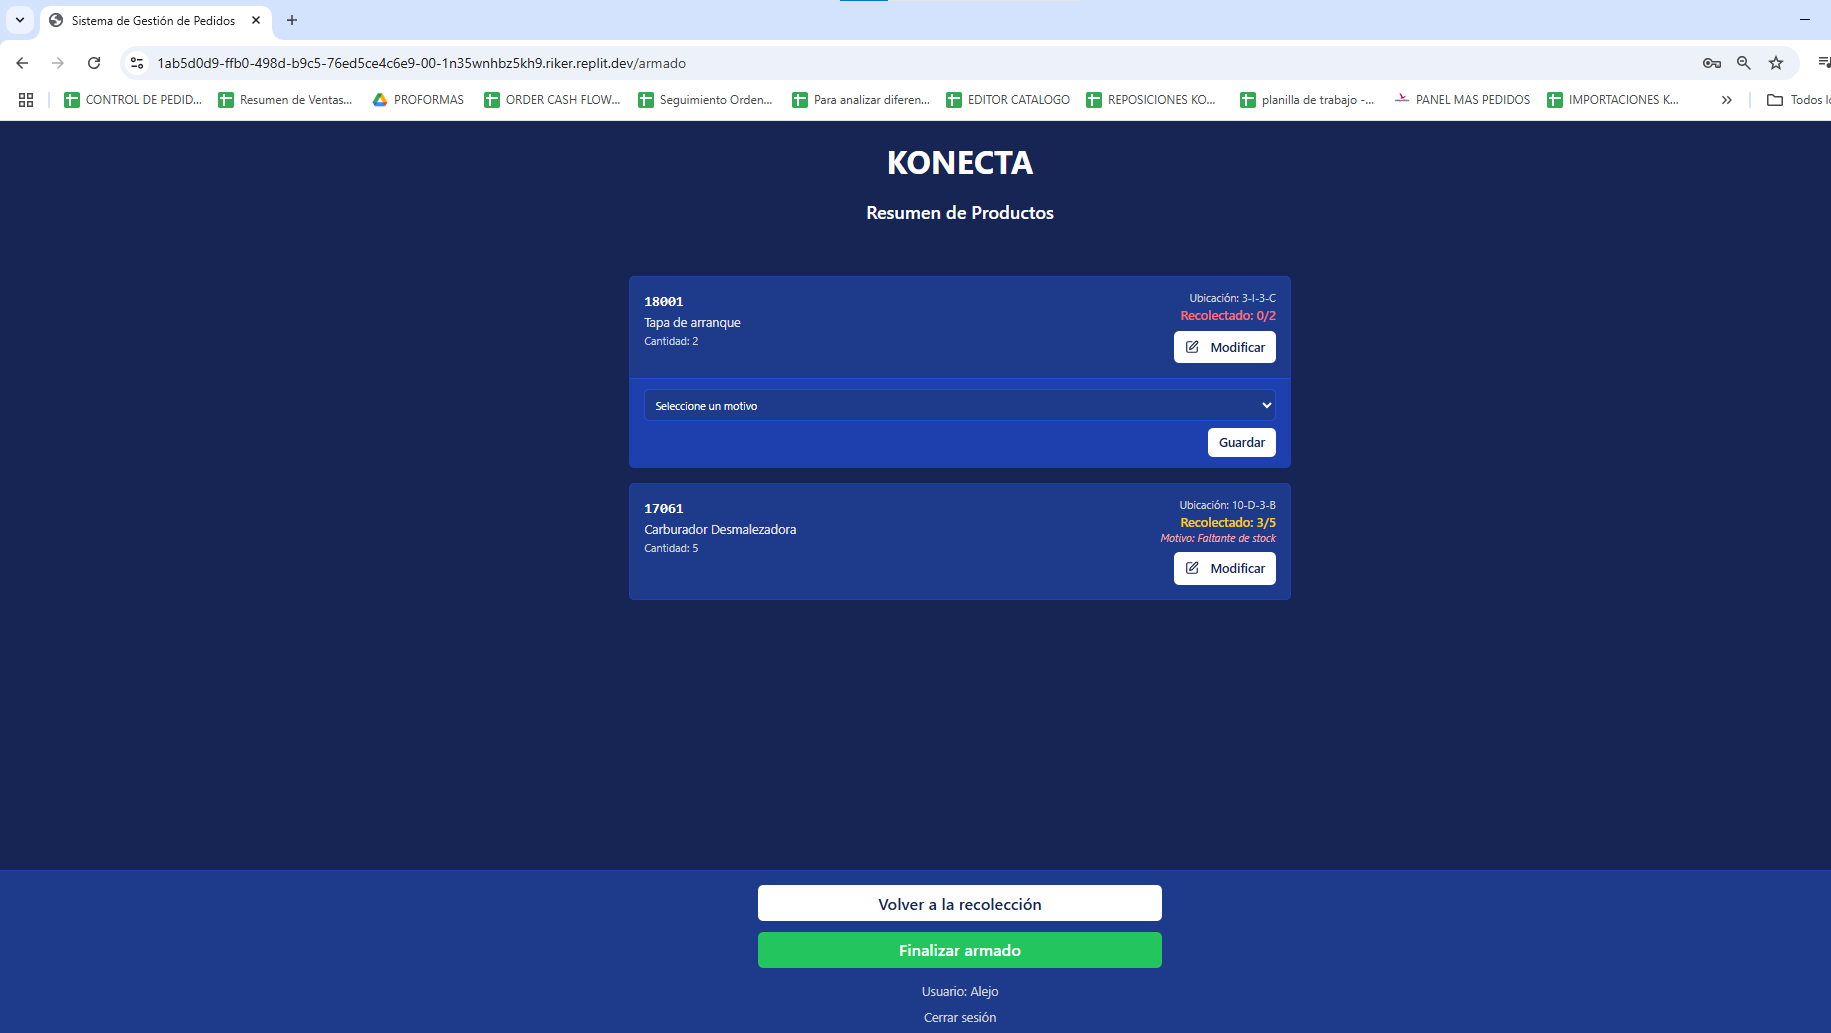 Sistema de Gestión de Pedidos
1ab5d0d9-ffb0-498d-b9c5-76ed5ce4c6e9-00-1n35wnhbz5kh9.riker.replit.dev/armado
CONTROL DE PEDID...
Resumen de Ventas...
PROFORMAS
ORDER CASH FLOW...
Seguimiento Orden...
Para analizar diferen...
EDITOR CATALOGO
REPOSICIONES KO...
planilla de trabajo -...
PANEL MAS PEDIDOS
IMPORTACIONES K...
Todos lo
KONECTA
Resumen de Productos
18001
Tapa de arranque
Cantidad: 2
Ubicación: 3-I-3-C
Recolectado: 0/2
Modificar
Seleccione un motivo
Guardar
17061
Carburador Desmalezadora
Cantidad: 5
Ubicación: 10-D-3-B
Recolectado: 3/5
Motivo: Faltante de stock
Modificar
Volver a la recolección
Finalizar armado
Usuario: Alejo
Cerrar sesión